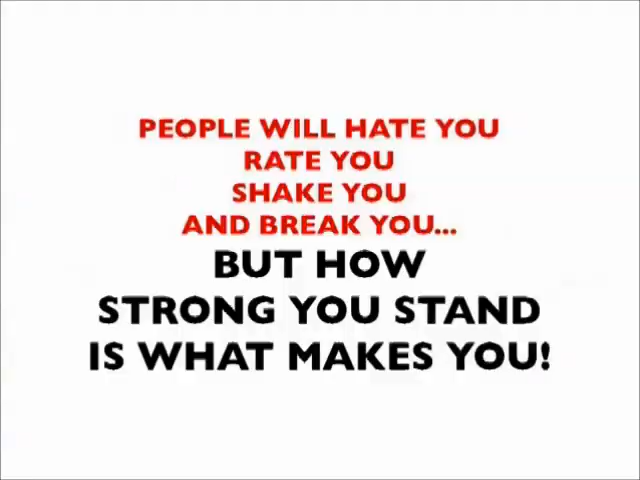 PEOPLE WILL HATE YOU
RATE YOU
SHAKE YOU
AND BREAK YOU...
BUT HOW
STRONG YOU STAND
IS WHAT MAKES YOU!